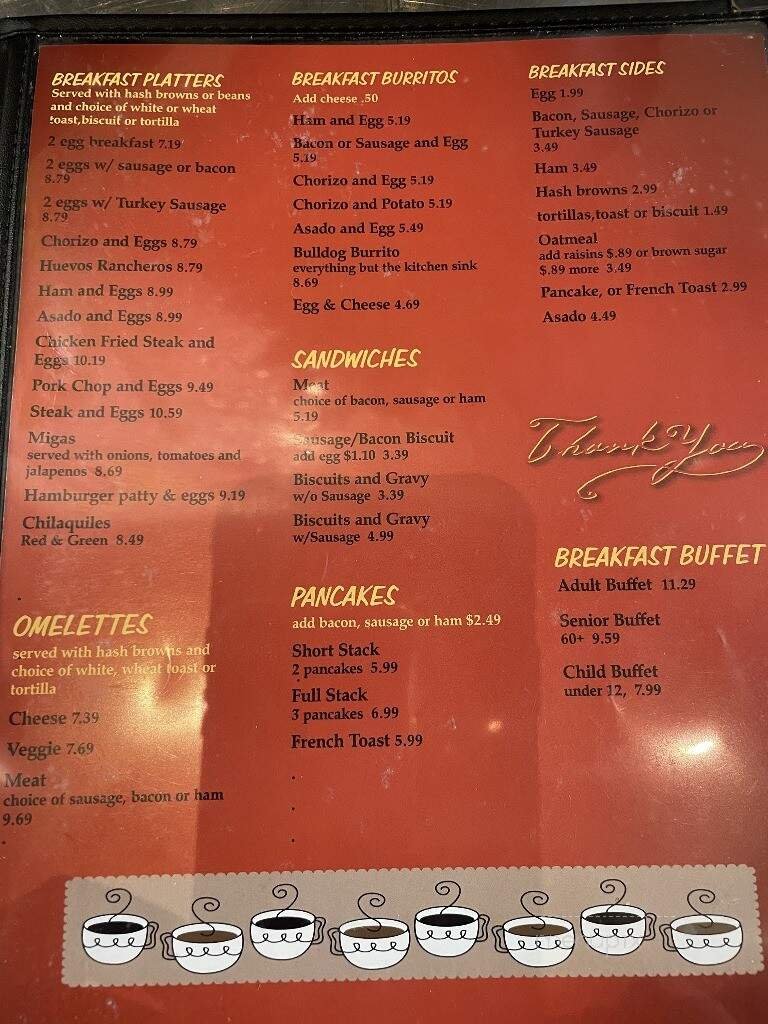 BREAKFAST PLATTERS
Served with hash browns or beans
and choice of white or wheat
toast,biscuit or tortilla
2 egg breakfast 7.19
2 eggs w/ sausage or bacon
8.79
2 eggs w/ Turkey Sausage
8.79
Chorizo and Eggs 8.79
Huevos Rancheros 8.79
Ham and Eggs 8.99
Asado and Eggs 8.99
Chicken Fried Steak and
Eggs 10.19
Pork Chop and Eggs 9.49
Steak and Eggs 10.59
Migas
served with onions, tomatoes and
jalapenos 8.69
Hamburger patty & eggs 9.19
Chilaquiles
Red & Green 8.49
OMELETTES
served with hash browns and
choice of white, wheat toast or
tortilla
Cheese 7.39
Veggie 7.69
Meat
choice of sausage, bacon or ham
9.69
BREAKFAST BURRITOS
Add cheese .50
Ham and Egg 5.19
Bacon or Sausage and Egg
5.19
Chorizo and Egg 5.19
Chorizo and Potato 5.19
Asado and Egg 5.49
Bulldog Burrito
everything but the kitchen sink
8.69
Egg & Cheese 4.69
SANDWICHES
Meat
choice of bacon, sausage or ham
5.19
Sausage/Bacon Biscuit
add egg $1.10 3.39
Biscuits and Gravy
w/o Sausage 3.39
Biscuits and Gravy
w/Sausage 4.99
PANCAKES
add bacon, sausage or ham $2.49
Short Stack
2 pancakes 5.99
Full Stack
3 pancakes 6.99
French Toast 5.99
BREAKFAST SIDES
Egg 1.99
Bacon, Sausage, Chorizo or
Turkey Sausage
3.49
Ham 3.49
Hash browns 2.99
tortillas,toast or biscuit 1.49
Oatmeal
add raisins $.89 or brown sugar
$.89 more 3.49
Pancake, or French Toast 2.99
Asado 4.49
Thank You
BREAKFAST BUFFET
Adult Buffet 11.29
Senior Buffet
60+ 9.59
Child Buffet
under 12, 7.99